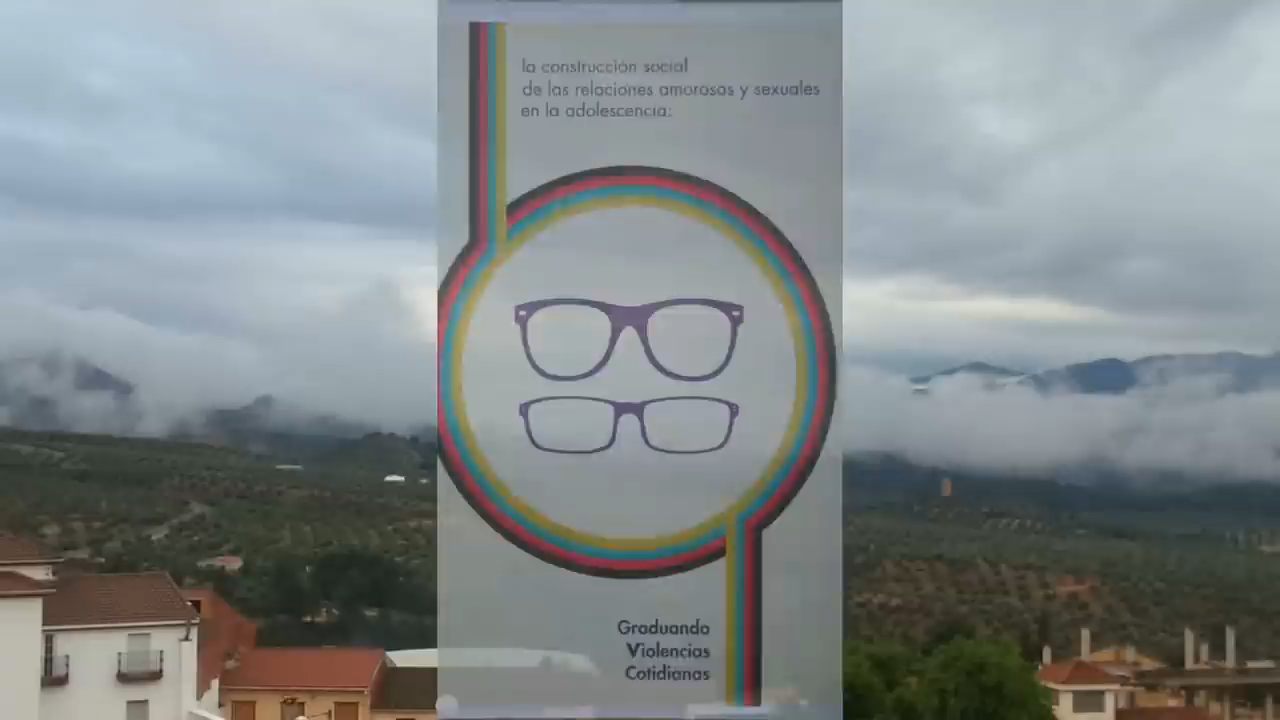 la construcción social
de las relaciones amorosas y sexuales
en la adolescencia:
Graduando
Violencias
Cotidianas